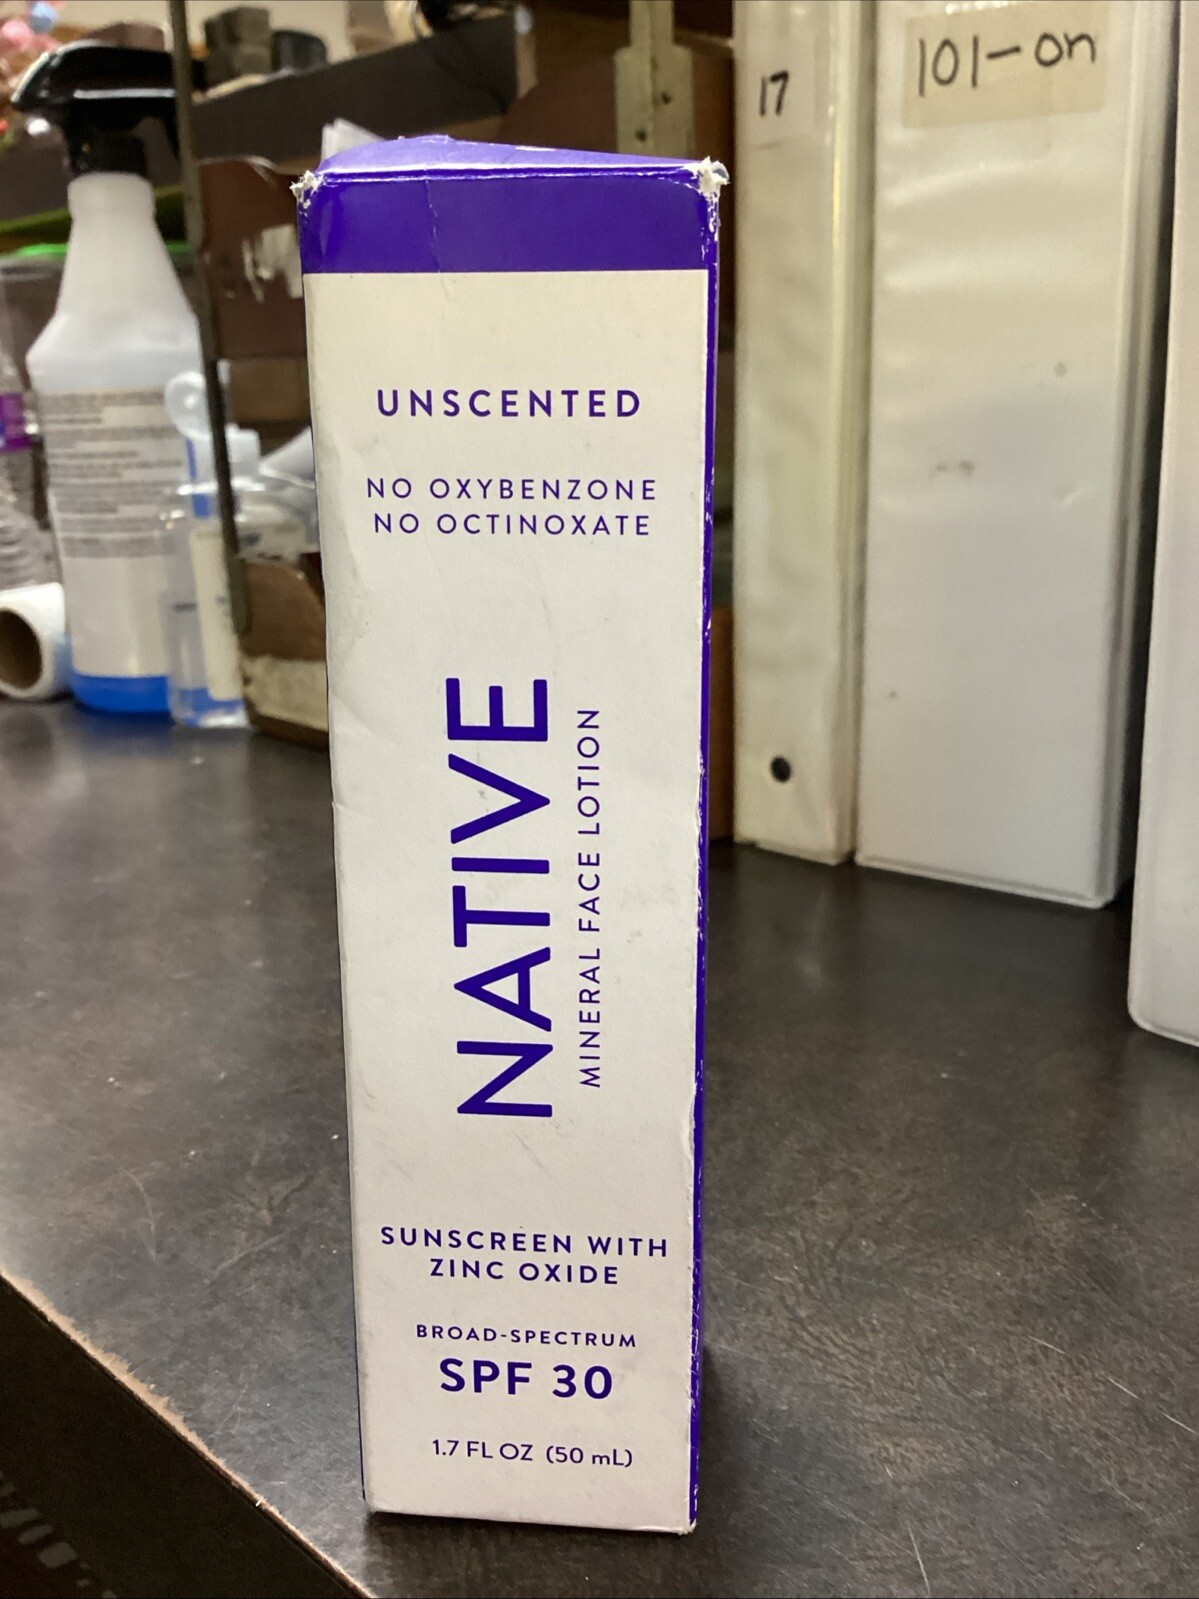 17
101-on
UNSCENTED
NO OXYBENZONE
NO OCTINOXATE
NATIVE
MINERAL FACE LOTION
SUNSCREEN WITH
ZINC OXIDE
BROAD-SPECTRUM
SPF 30
1.7 FL OZ (50 mL)